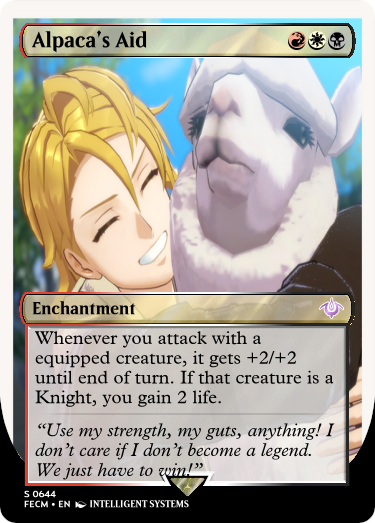 Alpaca's Aid
Enchantment
Whenever you attack with a
equipped creature, it gets +2/+2
until end of turn. If that creature is a
Knight, you gain 2 life.
“Use my strength, my guts, anything! I
don't care if I don't become a legend.
We just have to win!”
S 0644
FECM • EN INTELLIGENT SYSTEMS